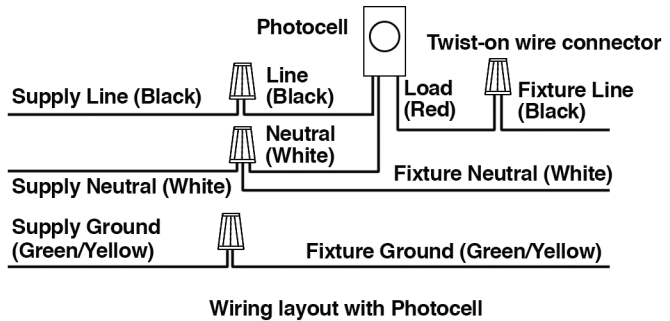 Photocell
Twist-on wire connector
Supply Line (Black)
Line
(Black)
Load
(Red)
Fixture Line
(Black)
Neutral
(White)
Supply Neutral (White)
Fixture Neutral (White)
Supply Ground
(Green/Yellow)
Fixture Ground (Green/Yellow)
Wiring layout with Photocell